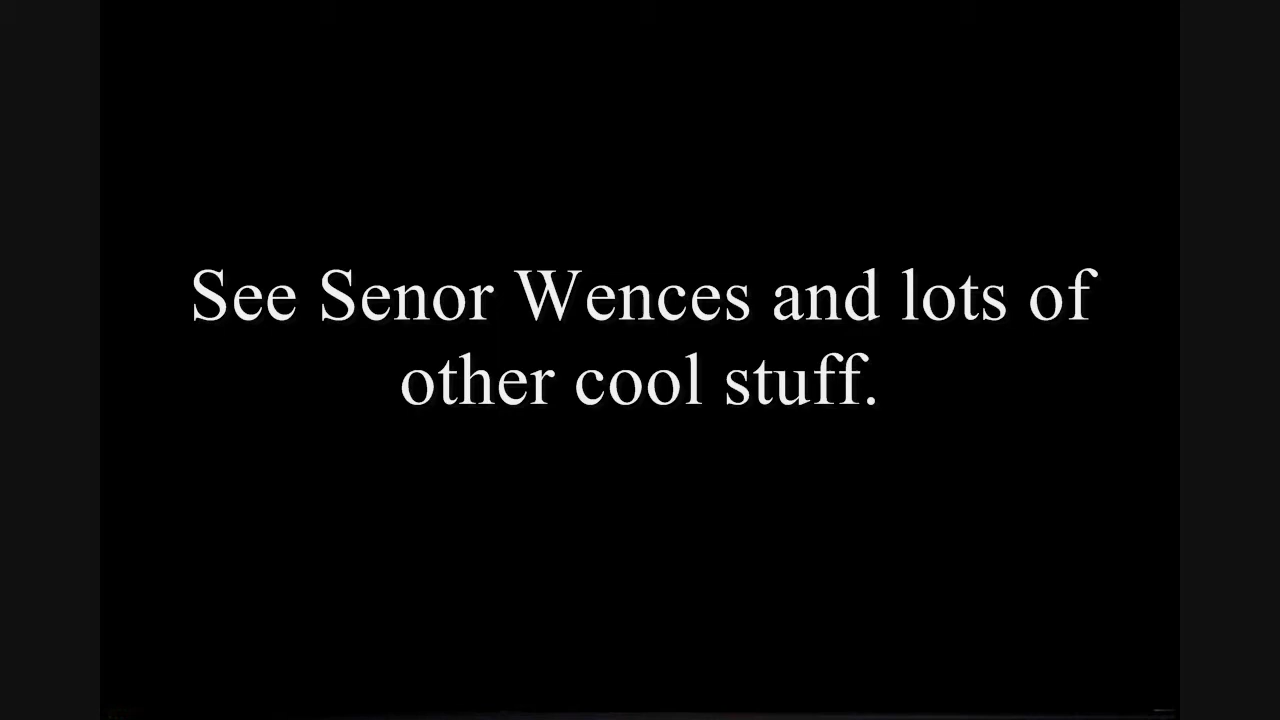 See Senor Wences and lots of
other cool stuff.